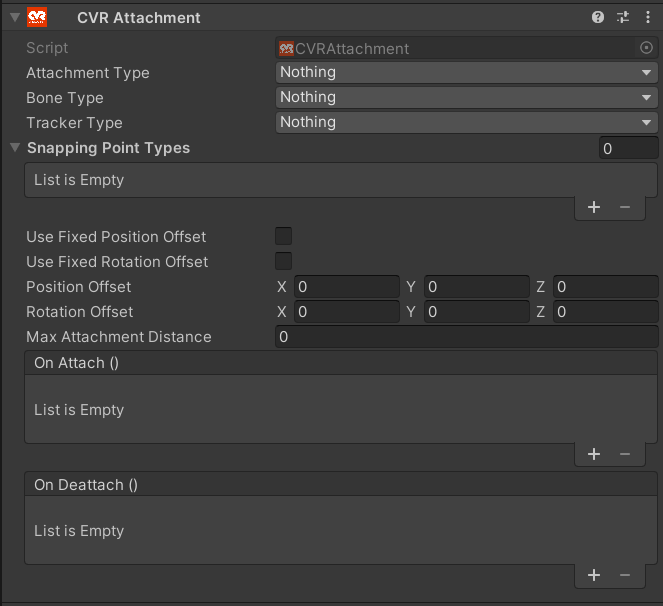 CVR Attachment
Script CVRAttachment
Attachment Type Nothing
Bone Type Nothing
Tracker Type Nothing
Snapping Point Types 0
List is Empty
+ −
Use Fixed Position Offset
Use Fixed Rotation Offset
Position Offset X 0 Y 0 Z 0
Rotation Offset X 0 Y 0 Z 0
Max Attachment Distance 0
On Attach ()
List is Empty
+ −
On Deattach ()
List is Empty
+ −